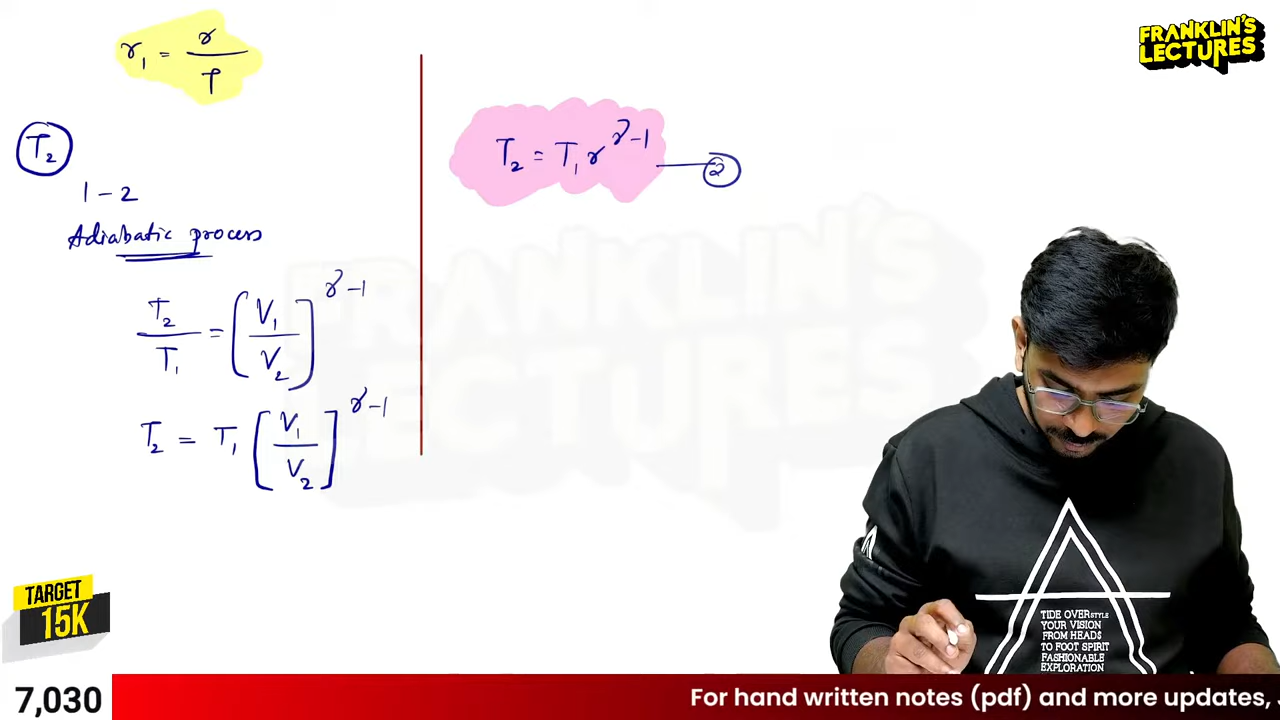 r₁ = r / ρ
T₂
1 - 2
Adiabatic process
T₂ / T₁ = [V₁ / V₂]^γ-1
T₂ = T₁ [V₁ / V₂]^γ-1
T₂ = T₁ r^γ-1 — ②
FRANKLIN'S
LECTURES
FRANKLIN'S
LECTURES
TIDE OVER STYLE
YOUR VISION
FROM HEADS
TO FOOT SPIRIT
FASHIONABLE
EXPLORATION
TARGET
15K
7,030
For hand written notes (pdf) and more updates,